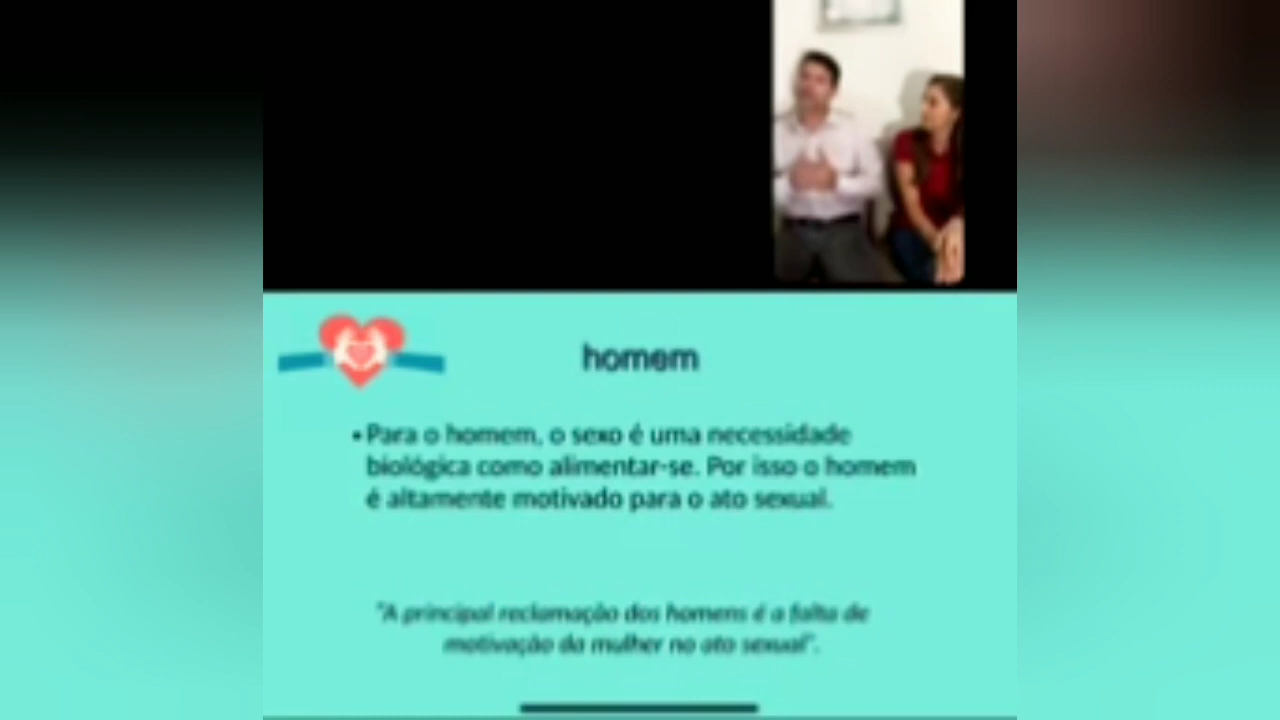 homem
• Para o homem, o sexo é uma necessidade
biológica como alimentar-se. Por isso o homem
é altamente motivado para o ato sexual.
"A principal reclamação dos homens é a falta de
motivação da mulher no ato sexual".